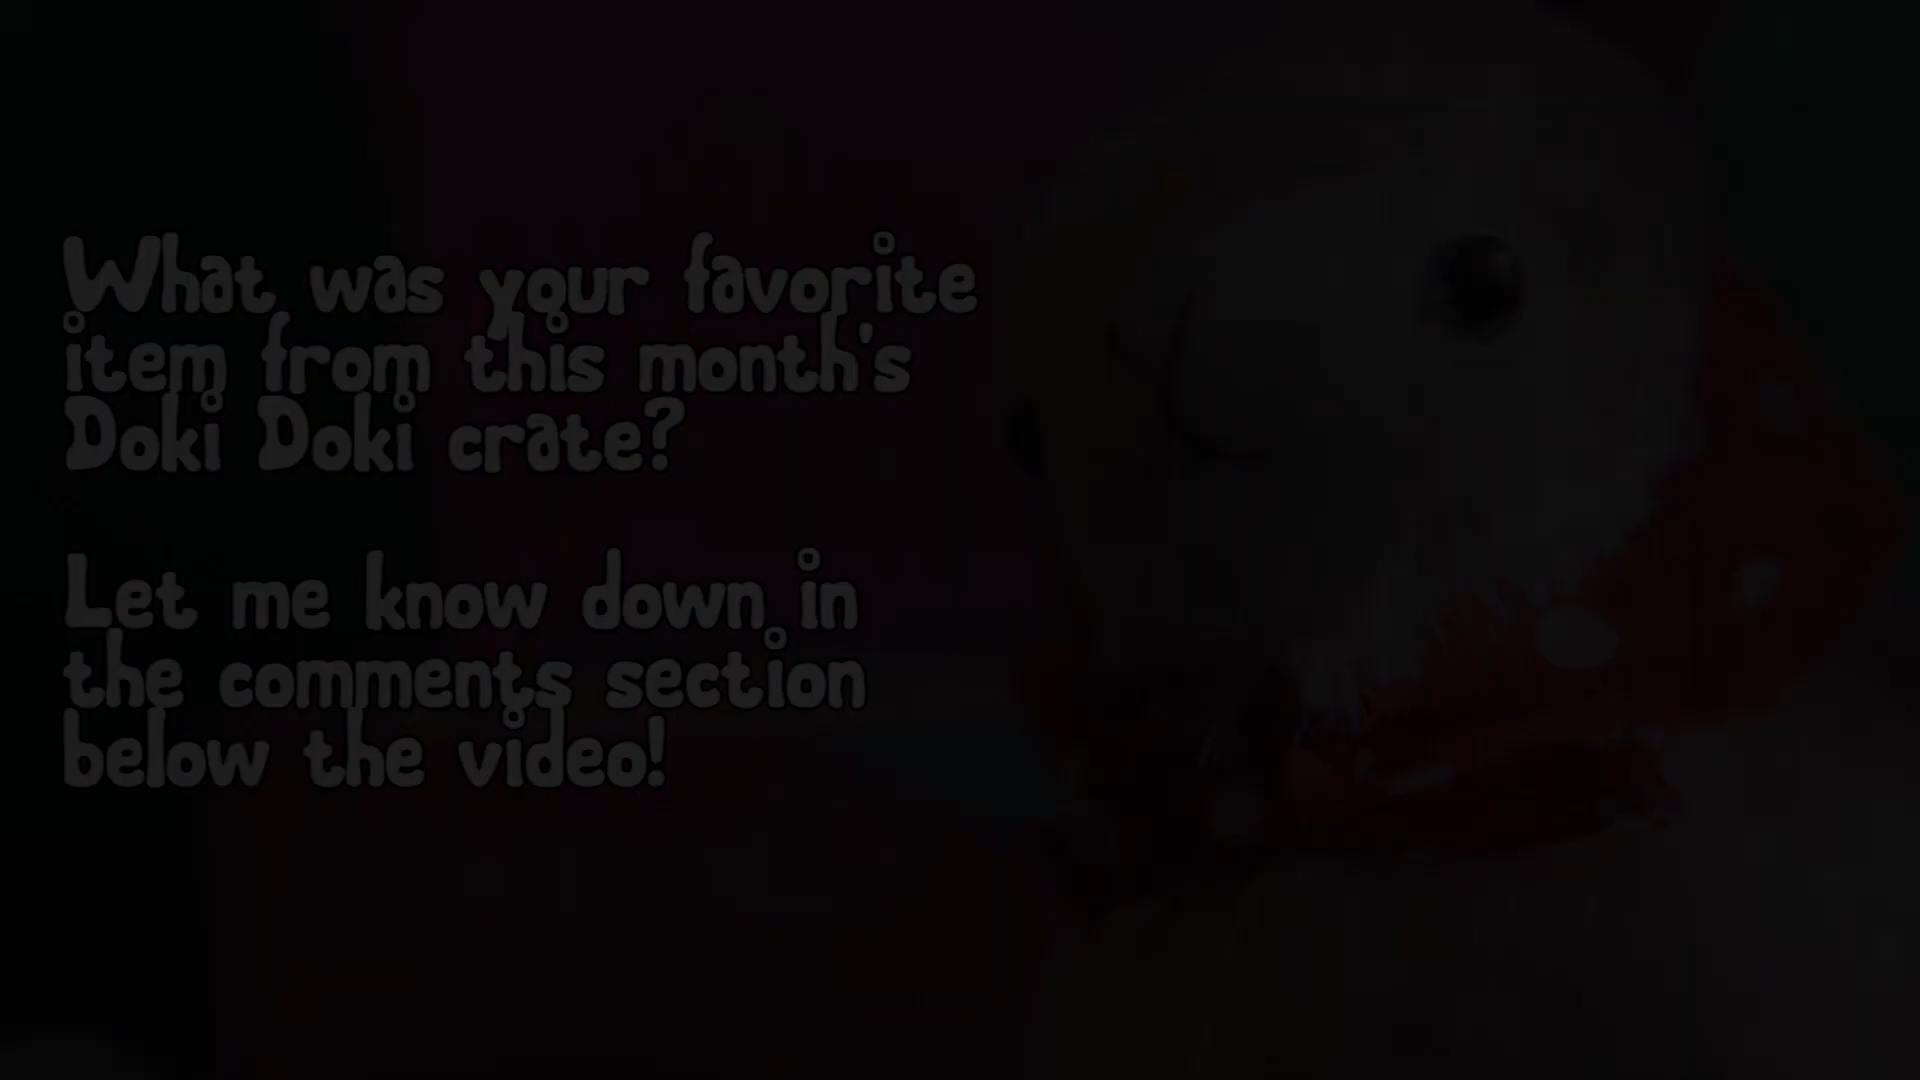 What was your favorite
item from this month's
Doki Doki crate?
Let me know down in
the comments section
below the video!